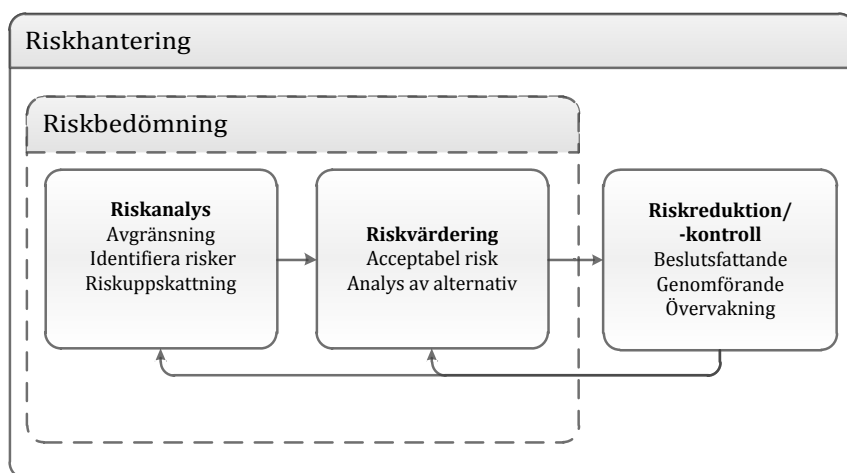 Riskhantering
Riskbedömning
Riskanalys
Avgränsning
Identifiera risker
Riskuppskattning
Riskvärdering
Acceptabel risk
Analys av alternativ
Riskreduktion/
-kontroll
Beslutsfattande
Genomförande
Övervakning